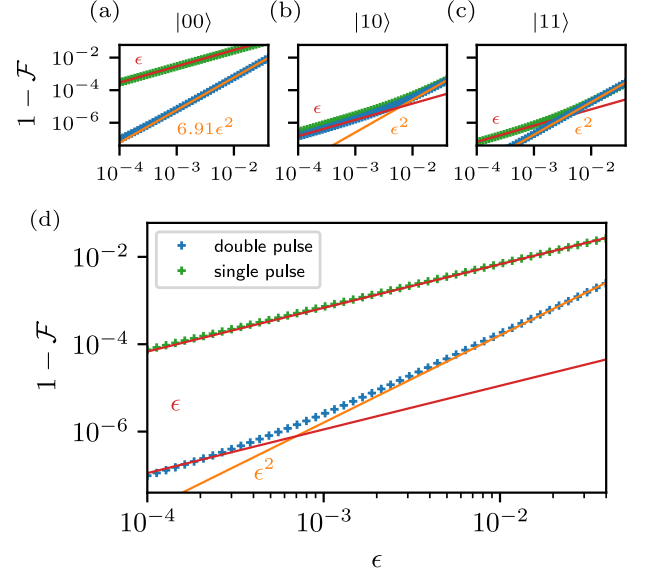 (a) |00⟩ (b) |10⟩ (c) |11⟩
1 − ℱ
10⁻²
10⁻⁴
10⁻⁶
ϵ
6.91ϵ²
ϵ
ϵ²
ϵ
ϵ²
10⁻⁴ 10⁻³ 10⁻² 10⁻⁴ 10⁻³ 10⁻² 10⁻⁴ 10⁻³ 10⁻²
(d)
double pulse
single pulse
1 − ℱ
10⁻²
10⁻⁴
10⁻⁶
ϵ
ϵ²
10⁻⁴ 10⁻³ 10⁻²
ϵ